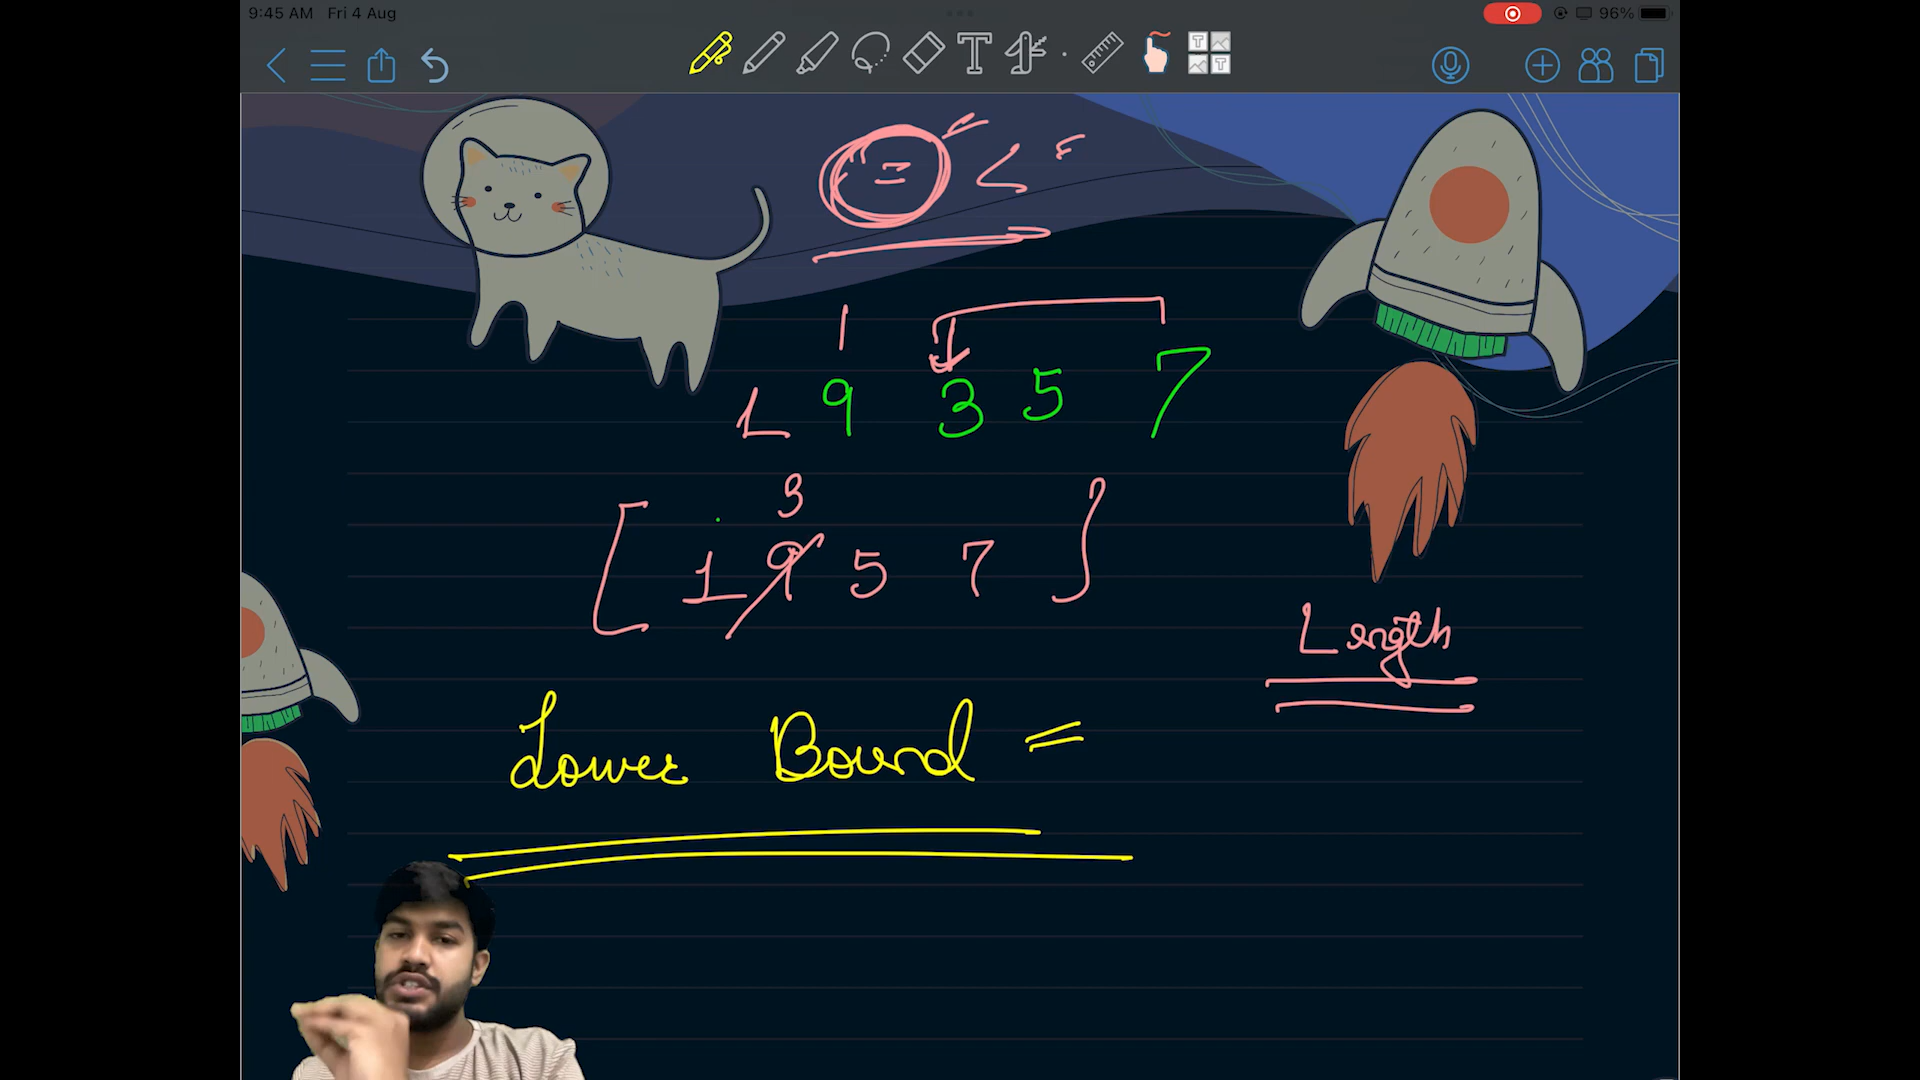 9:45 AM Fri 4 Aug
96%
= <
1 9 3 5 7
3
[ 1 9 5 7 ]
Length
Lower Bound =